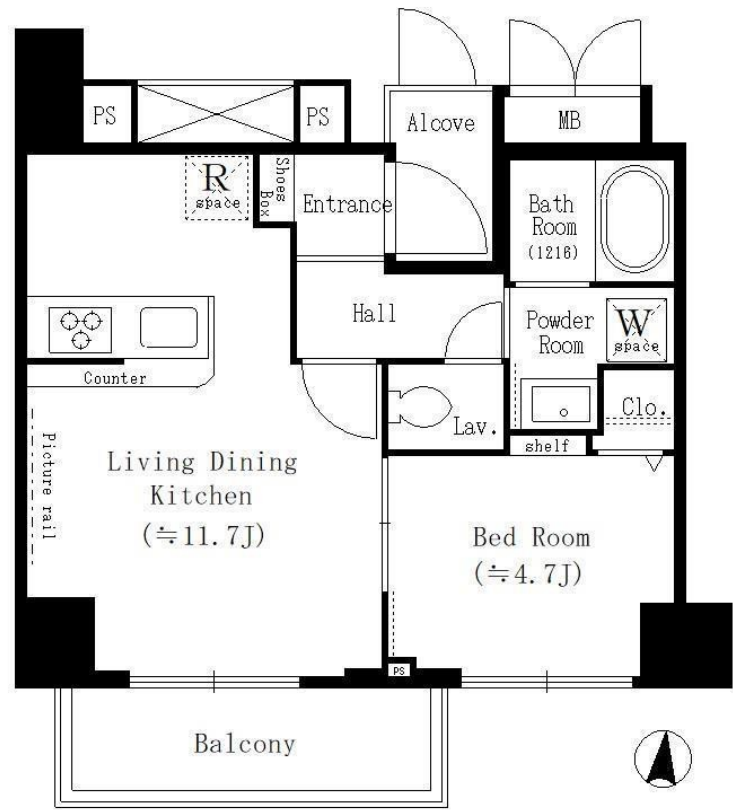 PS
PS
Alcove
MB
R
space
Shoes
Box
Entrance
Bath
Room
(1216)
Hall
Powder
Room
W
space
Counter
Clo.
Lav.
shelf
Picture rail
Living Dining
Kitchen
(≒11.7J)
Bed Room
(≒4.7J)
PS
Balcony